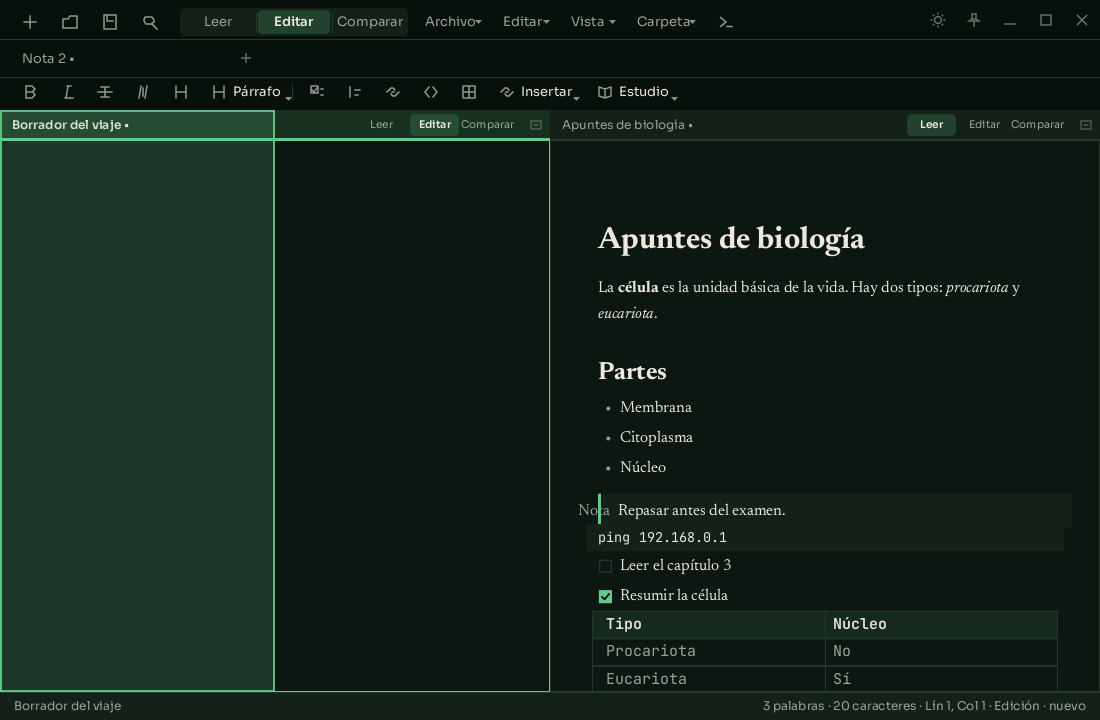 Leer Editar Comparar Archivo Editar Vista Carpeta
Nota 2 •
Párrafo Insertar Estudio
Borrador del viaje • Leer Editar Comparar
Apuntes de biología • Leer Editar Comparar
Apuntes de biología
La célula es la unidad básica de la vida. Hay dos tipos: procariota y
eucariota.
Partes
• Membrana
• Citoplasma
• Núcleo
Nota Repasar antes del examen.
ping 192.168.0.1
Leer el capítulo 3
Resumir la célula
Tipo Núcleo
Procariota No
Eucariota Sí
Borrador del viaje 3 palabras · 20 caracteres · Lín 1, Col 1 · Edición · nuevo